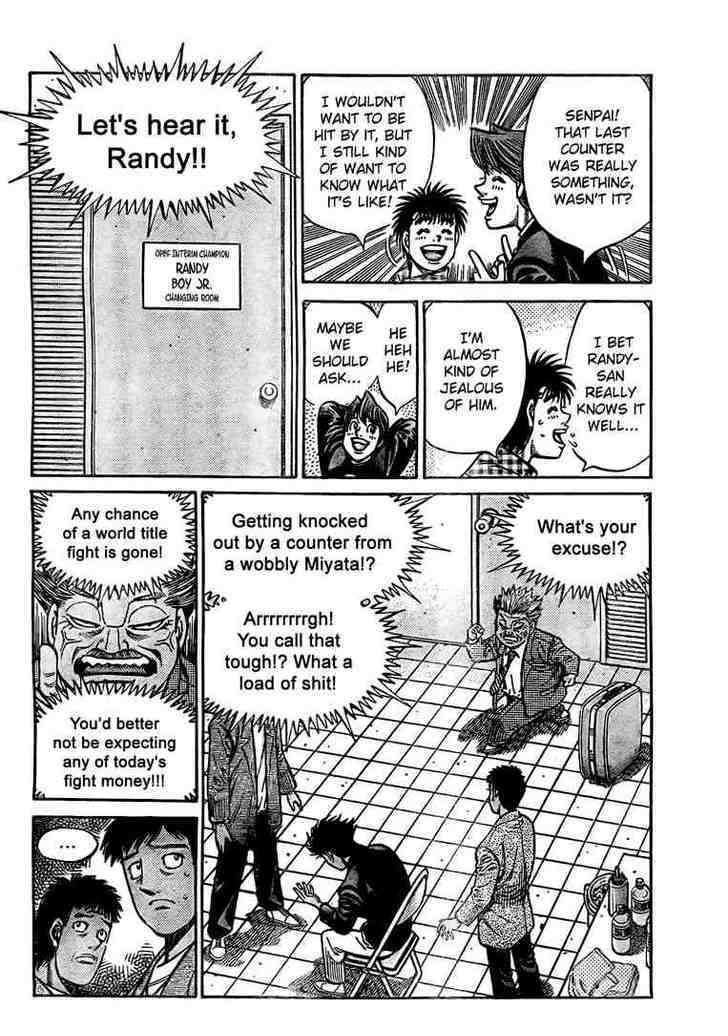 SENPAI!
THAT LAST
COUNTER
WAS REALLY
SOMETHING,
WASN'T IT?
I WOULDN'T
WANT TO BE
HIT BY IT, BUT
I STILL KIND
OF WANT TO
KNOW WHAT
IT'S LIKE!
I BET
RANDY-
SAN
REALLY
KNOWS IT
WELL...
I'M
ALMOST
KIND OF
JEALOUS
OF HIM.
HE
HEH
HE!
MAYBE
WE
SHOULD
ASK...
Let's hear it,
Randy!!
OPBF INTERIM CHAMPION
RANDY
BOY JR.
CHANGING ROOM
What's your
excuse!?
Getting knocked
out by a counter from
a wobbly Miyata!?
Arrrrrrrrgh!
You call that
tough!? What a
load of shit!
Any chance
of a world title
fight is gone!
You'd better
not be expecting
any of today's
fight money!!!
...